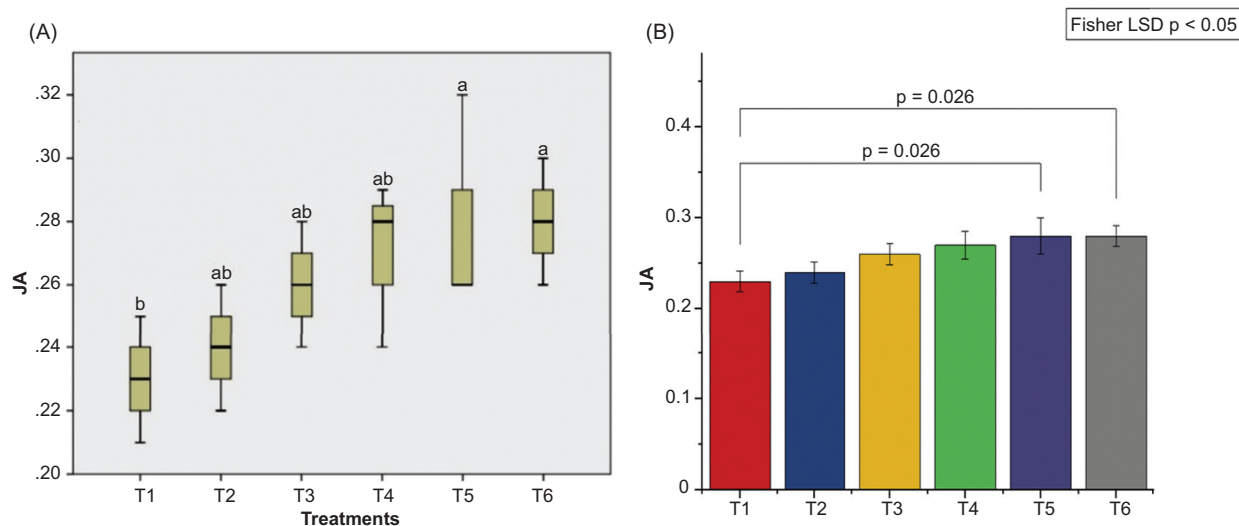 (A)
JA
.32
.30
.28
.26
.24
.22
.20
b
ab
ab
ab
a
a
T1 T2 T3 T4 T5 T6
Treatments
(B)
Fisher LSD p < 0.05
p = 0.026
p = 0.026
JA
0.4
0.3
0.2
0.1
0
T1 T2 T3 T4 T5 T6